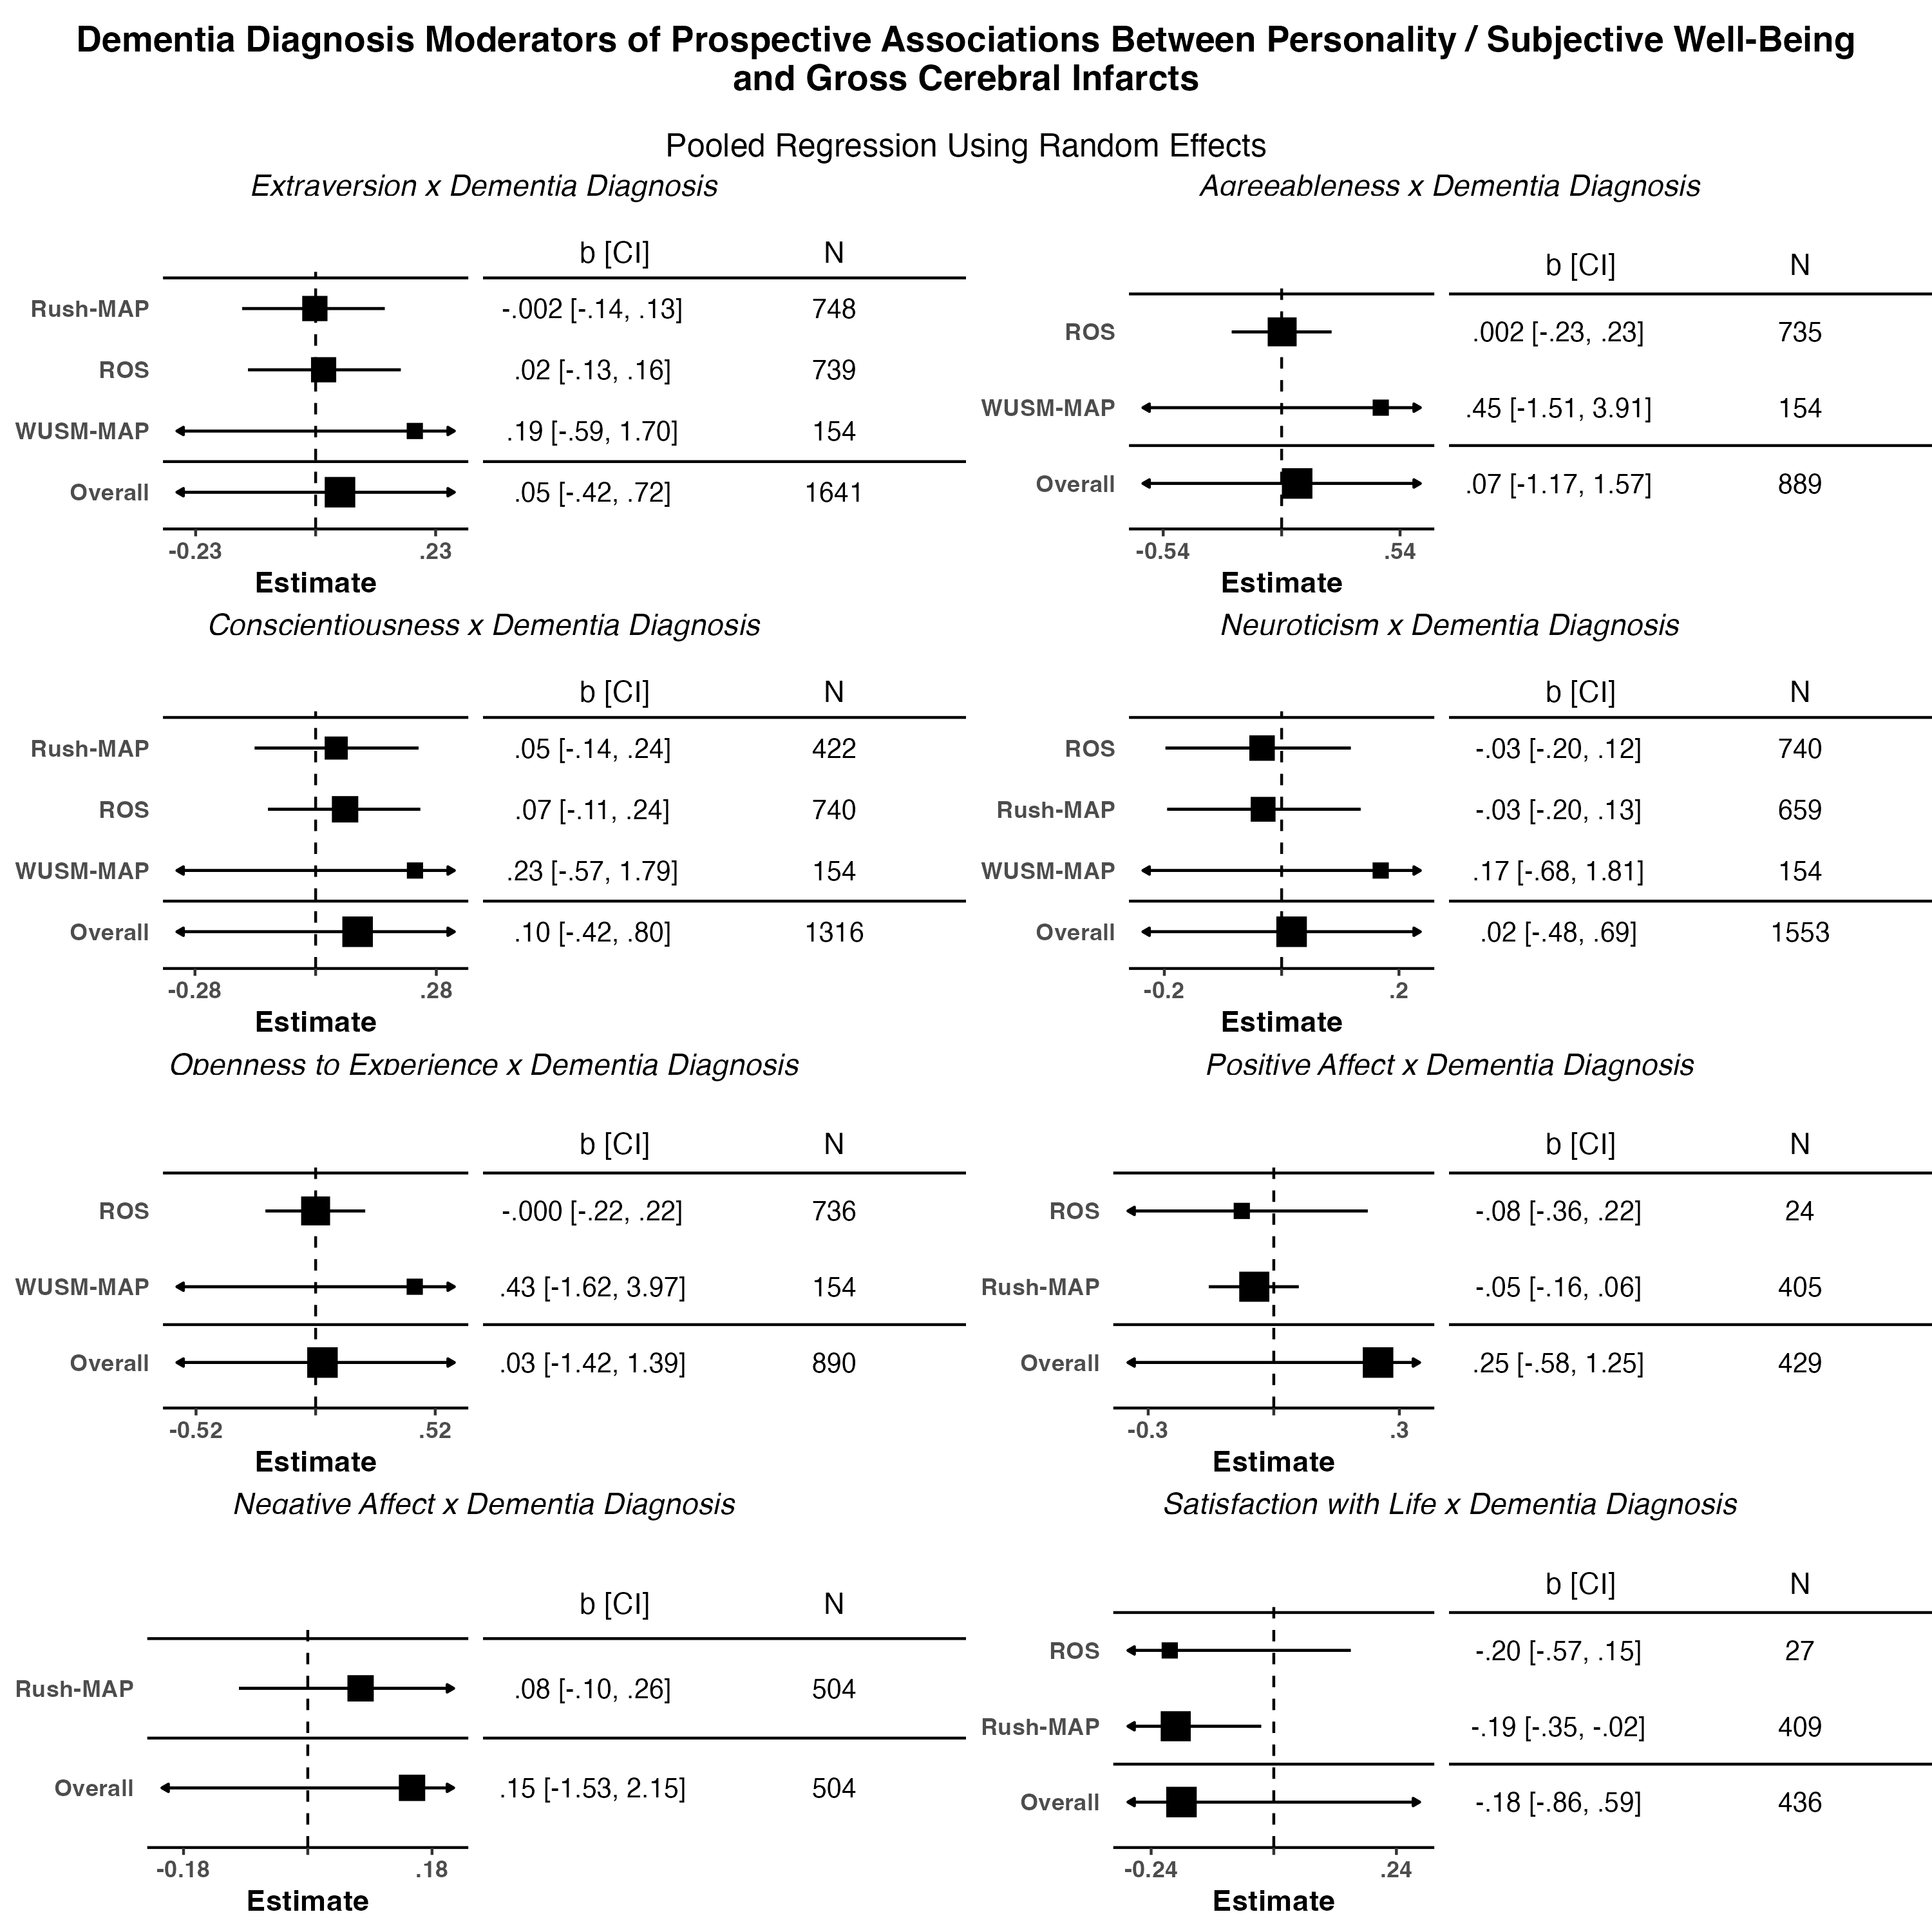 Dementia Diagnosis Moderators of Prospective Associations Between Personality / Subjective Well-Being
and Gross Cerebral Infarcts
Pooled Regression Using Random Effects
Extraversion x Dementia Diagnosis
b [CI] N
Rush-MAP -.002 [-.14, .13] 748
ROS .02 [-.13, .16] 739
WUSM-MAP .19 [-.59, 1.70] 154
Overall .05 [-.42, .72] 1641
-0.23 .23
Estimate
Agreeableness x Dementia Diagnosis
b [CI] N
ROS .002 [-.23, .23] 735
WUSM-MAP .45 [-1.51, 3.91] 154
Overall .07 [-1.17, 1.57] 889
-0.54 .54
Estimate
Conscientiousness x Dementia Diagnosis
b [CI] N
Rush-MAP .05 [-.14, .24] 422
ROS .07 [-.11, .24] 740
WUSM-MAP .23 [-.57, 1.79] 154
Overall .10 [-.42, .80] 1316
-0.28 .28
Estimate
Neuroticism x Dementia Diagnosis
b [CI] N
ROS -.03 [-.20, .12] 740
Rush-MAP -.03 [-.20, .13] 659
WUSM-MAP .17 [-.68, 1.81] 154
Overall .02 [-.48, .69] 1553
-0.2 .2
Estimate
Openness to Experience x Dementia Diagnosis
b [CI] N
ROS -.000 [-.22, .22] 736
WUSM-MAP .43 [-1.62, 3.97] 154
Overall .03 [-1.42, 1.39] 890
-0.52 .52
Estimate
Positive Affect x Dementia Diagnosis
b [CI] N
ROS -.08 [-.36, .22] 24
Rush-MAP -.05 [-.16, .06] 405
Overall .25 [-.58, 1.25] 429
-0.3 .3
Estimate
Negative Affect x Dementia Diagnosis
b [CI] N
Rush-MAP .08 [-.10, .26] 504
Overall .15 [-1.53, 2.15] 504
-0.18 .18
Estimate
Satisfaction with Life x Dementia Diagnosis
b [CI] N
ROS -.20 [-.57, .15] 27
Rush-MAP -.19 [-.35, -.02] 409
Overall -.18 [-.86, .59] 436
-0.24 .24
Estimate